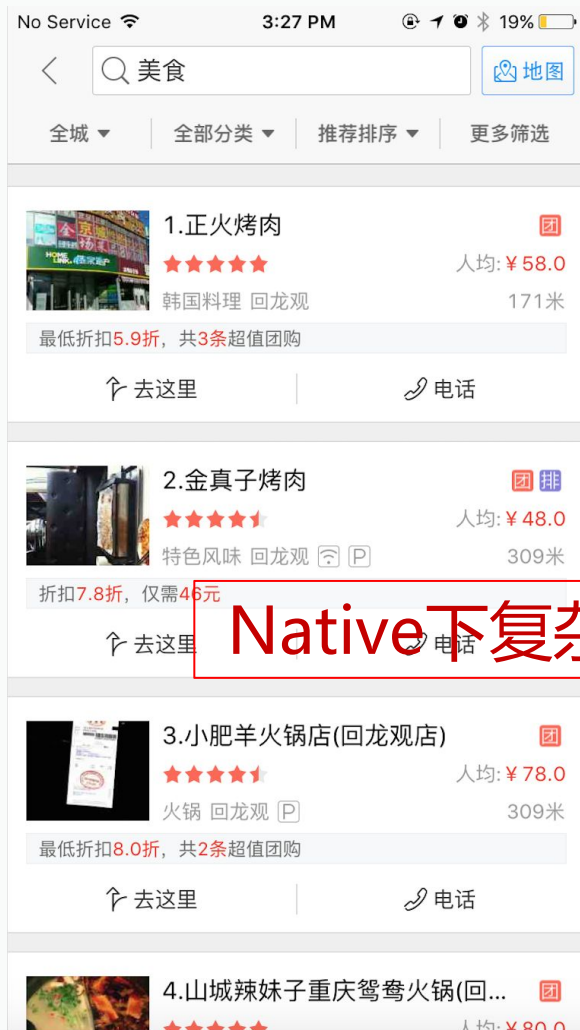 No Service 3:27 PM 19%
美食 地图
全城 全部分类 推荐排序 更多筛选
1.正火烤肉 团
人均:¥58.0
韩国料理 回龙观 171米
最低折扣5.9折，共3条超值团购
去这里 电话
2.金真子烤肉 团 排
人均:¥48.0
特色风味 回龙观 P 309米
折扣7.8折，仅需46元
Native下复杂
去这里 电话
3.小肥羊火锅店(回龙观店) 团
人均:¥78.0
火锅 回龙观 P 309米
最低折扣8.0折，共2条超值团购
去这里 电话
4.山城辣妹子重庆鸳鸯火锅(回... 团
人均:¥80.0